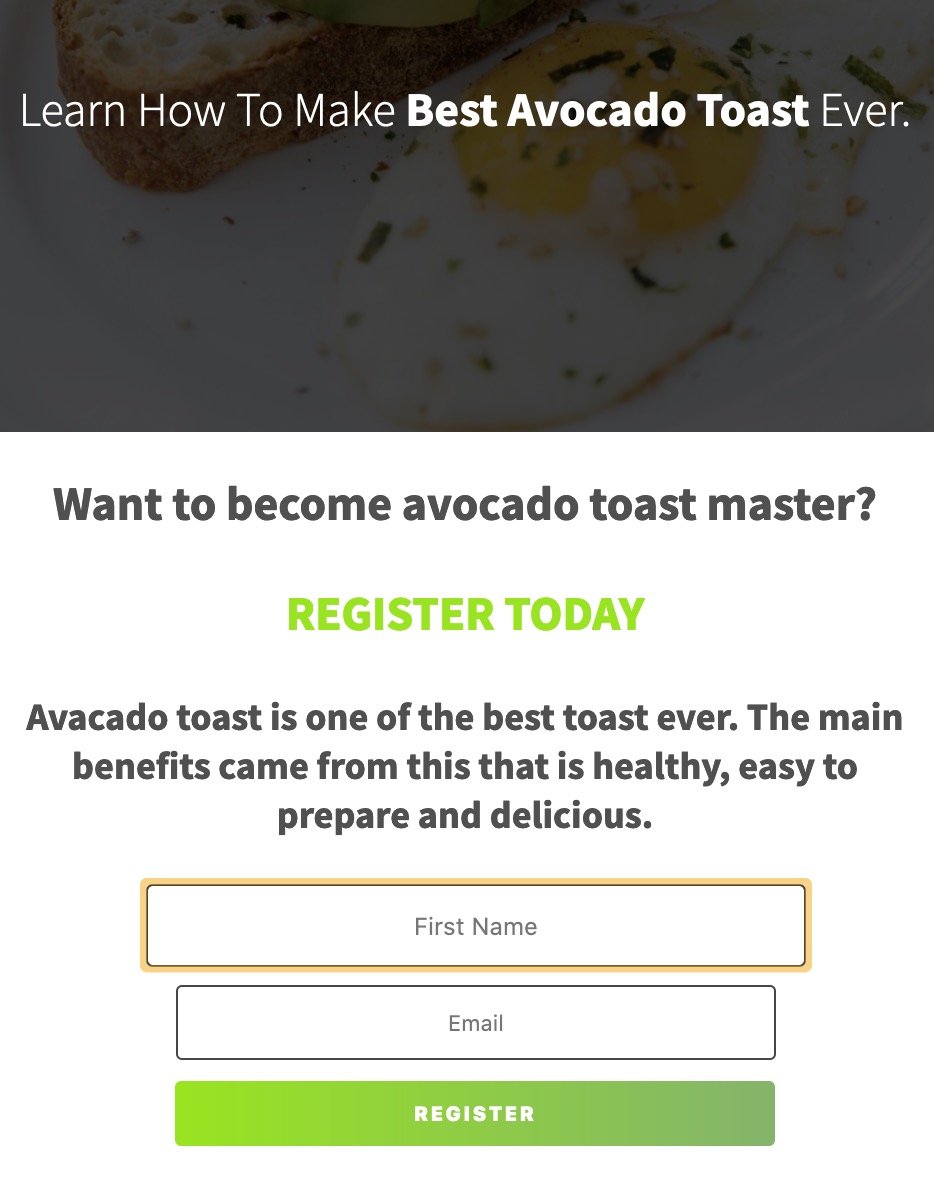 Learn How To Make Best Avocado Toast Ever.
Want to become avocado toast master?
REGISTER TODAY
Avacado toast is one of the best toast ever. The main
benefits came from this that is healthy, easy to
prepare and delicious.
First Name
Email
REGISTER